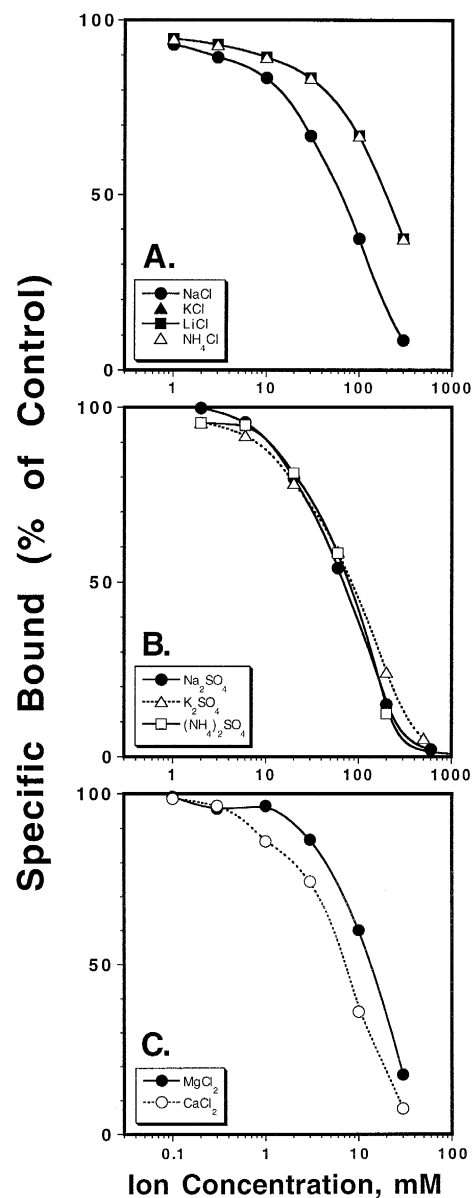 Specific Bound (% of Control)
100
50
0
A.
NaCl
KCl
LiCl
NH4Cl
1 10 100 1000
100
50
0
B.
Na2SO4
K2SO4
(NH4)2SO4
1 10 100 1000
100
50
0
C.
MgCl2
CaCl2
0.1 1 10 100
Ion Concentration, mM